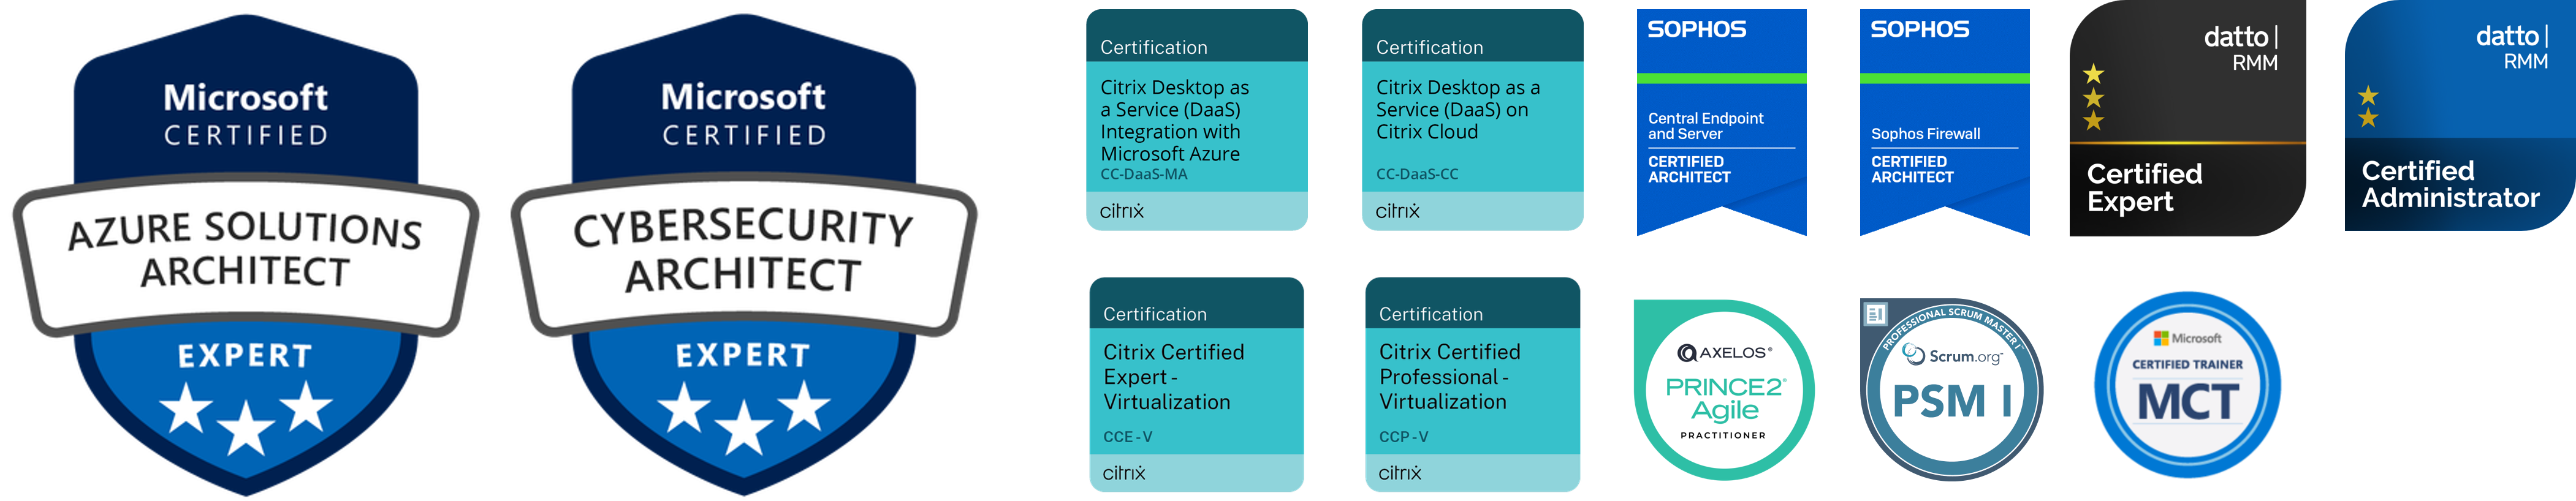 Microsoft
CERTIFIED
AZURE SOLUTIONS
ARCHITECT
EXPERT
Microsoft
CERTIFIED
CYBERSECURITY
ARCHITECT
EXPERT
Certification
Citrix Desktop as
a Service (DaaS)
Integration with
Microsoft Azure
CC-DaaS-MA
citrix
Certification
Citrix Desktop as a
Service (DaaS) on
Citrix Cloud
CC-DaaS-CC
citrix
SOPHOS
Central Endpoint
and Server
CERTIFIED
ARCHITECT
SOPHOS
Sophos Firewall
CERTIFIED
ARCHITECT
datto|
RMM
Certified
Expert
datto|
RMM
Certified
Administrator
Certification
Citrix Certified
Expert -
Virtualization
CCE - V
citrix
Certification
Citrix Certified
Professional -
Virtualization
CCP - V
citrix
AXELOS®
PRINCE2®
Agile
PRACTITIONER
PROFESSIONAL SCRUM MASTER I™
Scrum.org™
PSM I
Microsoft
CERTIFIED TRAINER
MCT